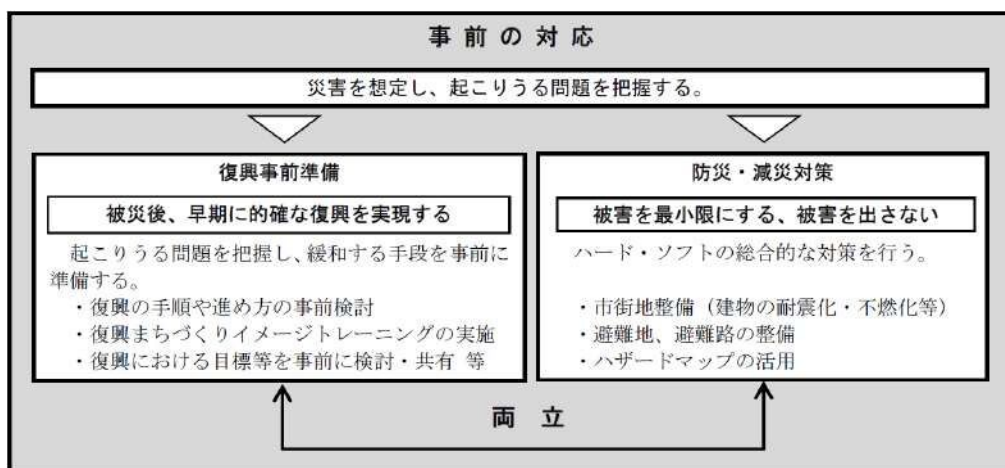 事前の対応
災害を想定し、起こりうる問題を把握する。
復興事前準備
被災後、早期に的確な復興を実現する
起こりうる問題を把握し、緩和する手段を事前に
準備する。
・復興の手順や進め方の事前検討
・復興まちづくりイメージトレーニングの実施
・復興における目標等を事前に検討・共有 等
防災・減災対策
被害を最小限にする、被害を出さない
ハード・ソフトの総合的な対策を行う。
・市街地整備（建物の耐震化・不燃化等）
・避難地、避難路の整備
・ハザードマップの活用
両 立